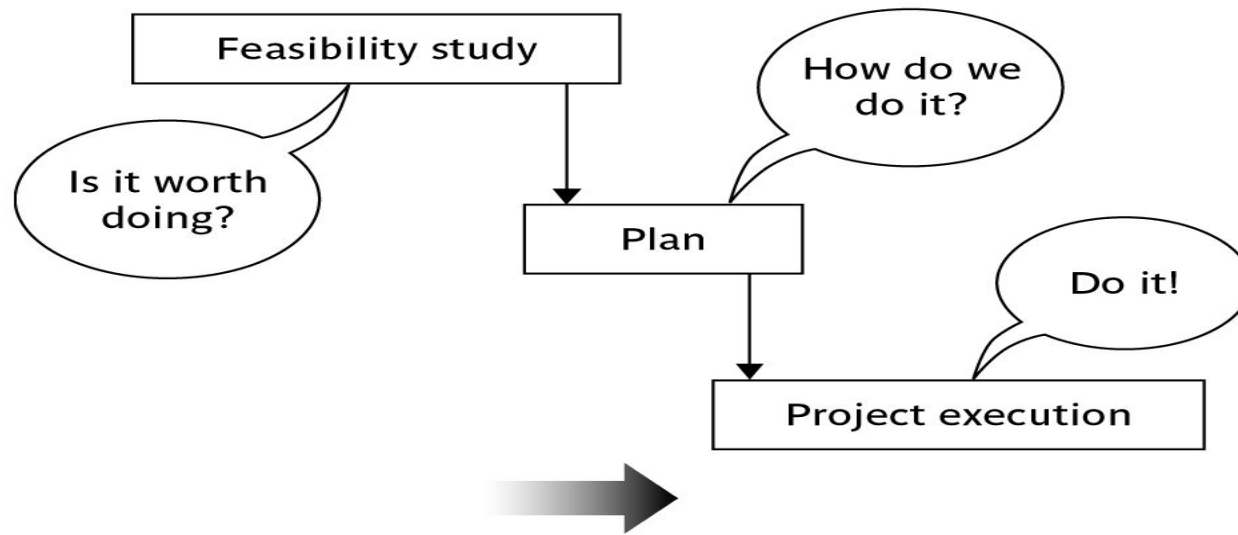 Feasibility study
How do we
do it?
Is it worth
doing?
Plan
Do it!
Project execution